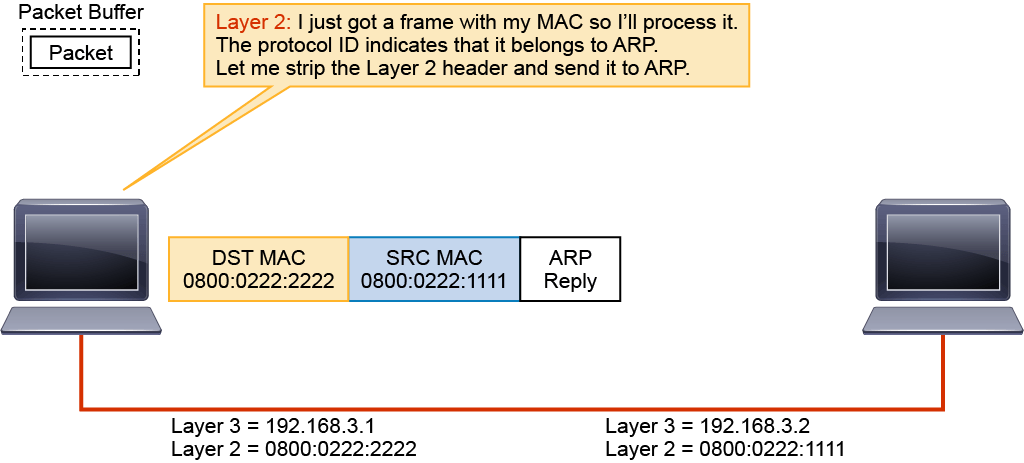 Packet Buffer
Packet
Layer 2: I just got a frame with my MAC so I'll process it.
The protocol ID indicates that it belongs to ARP.
Let me strip the Layer 2 header and send it to ARP.
DST MAC
0800:0222:2222
SRC MAC
0800:0222:1111
ARP
Reply
Layer 3 = 192.168.3.1
Layer 2 = 0800:0222:2222
Layer 3 = 192.168.3.2
Layer 2 = 0800:0222:1111